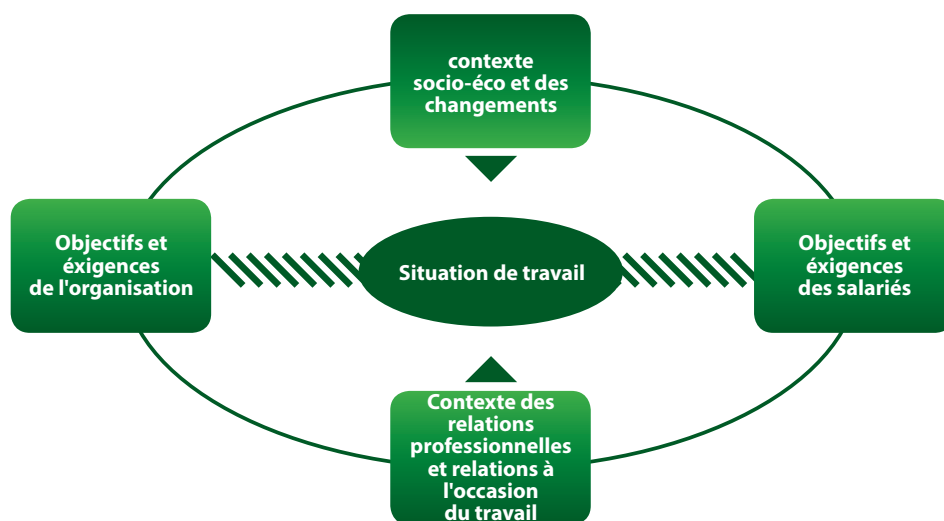 contexte
socio-éco et des
changements
Objectifs et
éxigences
de l'organisation
Situation de travail
Objectifs et
éxigences
des salariés
Contexte des
relations
professionnelles
et relations à
l'occasion
du travail